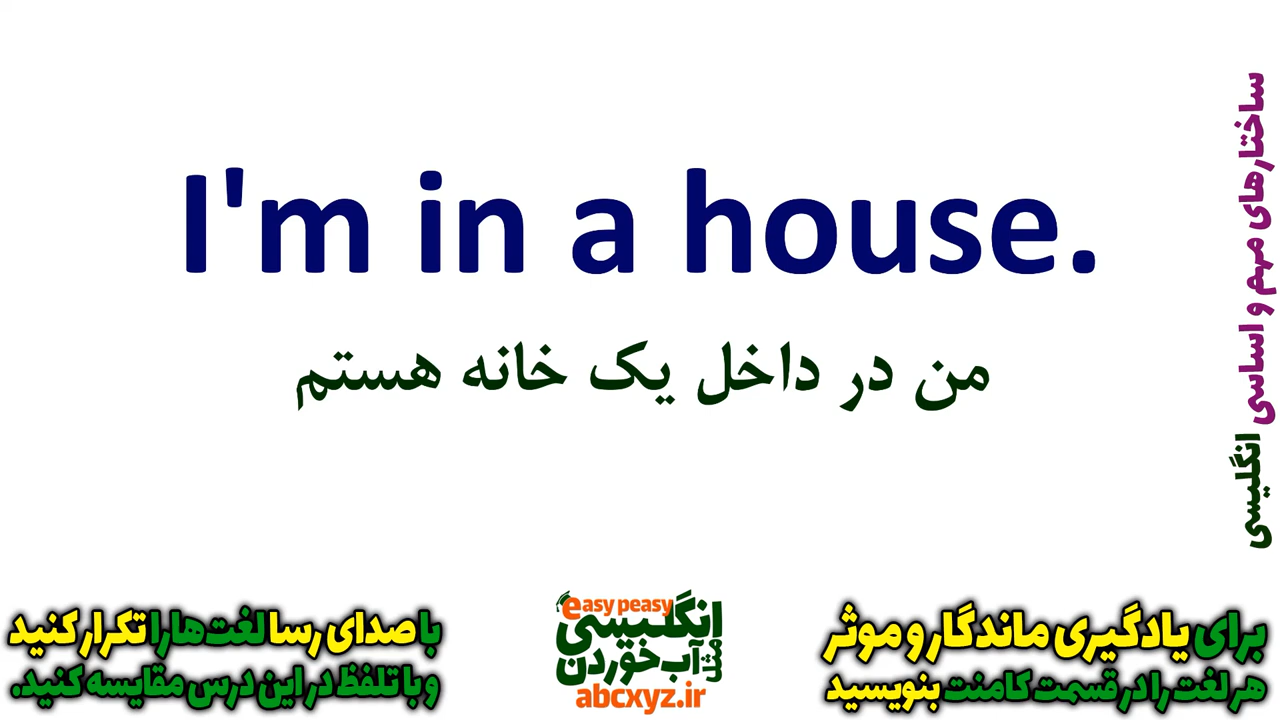 I'm in a house.
من در داخل یک خانه هستم
ساختارهای مهم و اساسی انگلیسی
برای یادگیری ماندگار و موثر
هر لغت را در قسمت کامنت بنویسید
easy peasy
انگلیسی
مثل آب خوردن
abcxyz.ir
با صدای رسا لغت‌ها را تکرار کنید
و با تلفظ در این درس مقایسه کنید.